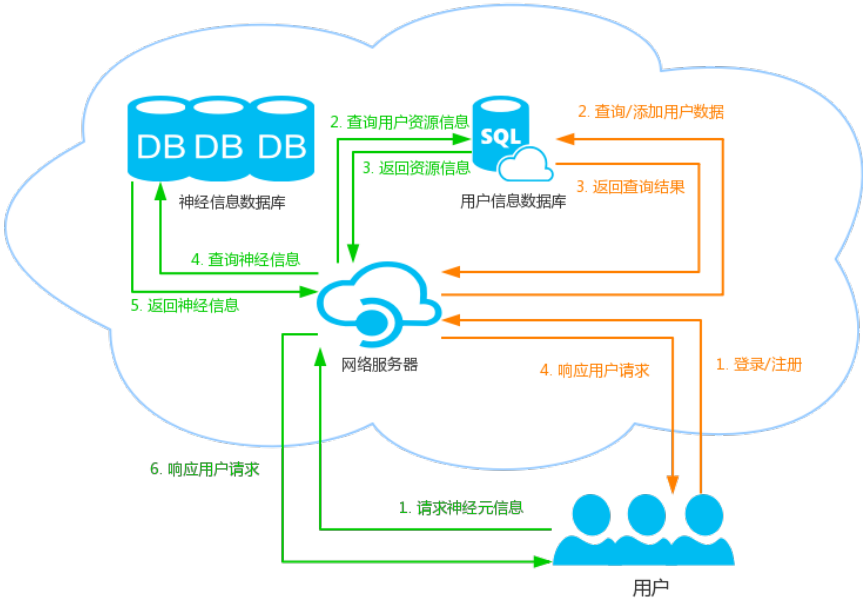 2. 查询用户资源信息
2. 查询/添加用户数据
DB DB DB
SQL
3. 返回资源信息
3. 返回查询结果
神经信息数据库
用户信息数据库
4. 查询神经信息
5. 返回神经信息
网络服务器
4. 响应用户请求
1. 登录/注册
6. 响应用户请求
1. 请求神经元信息
用户